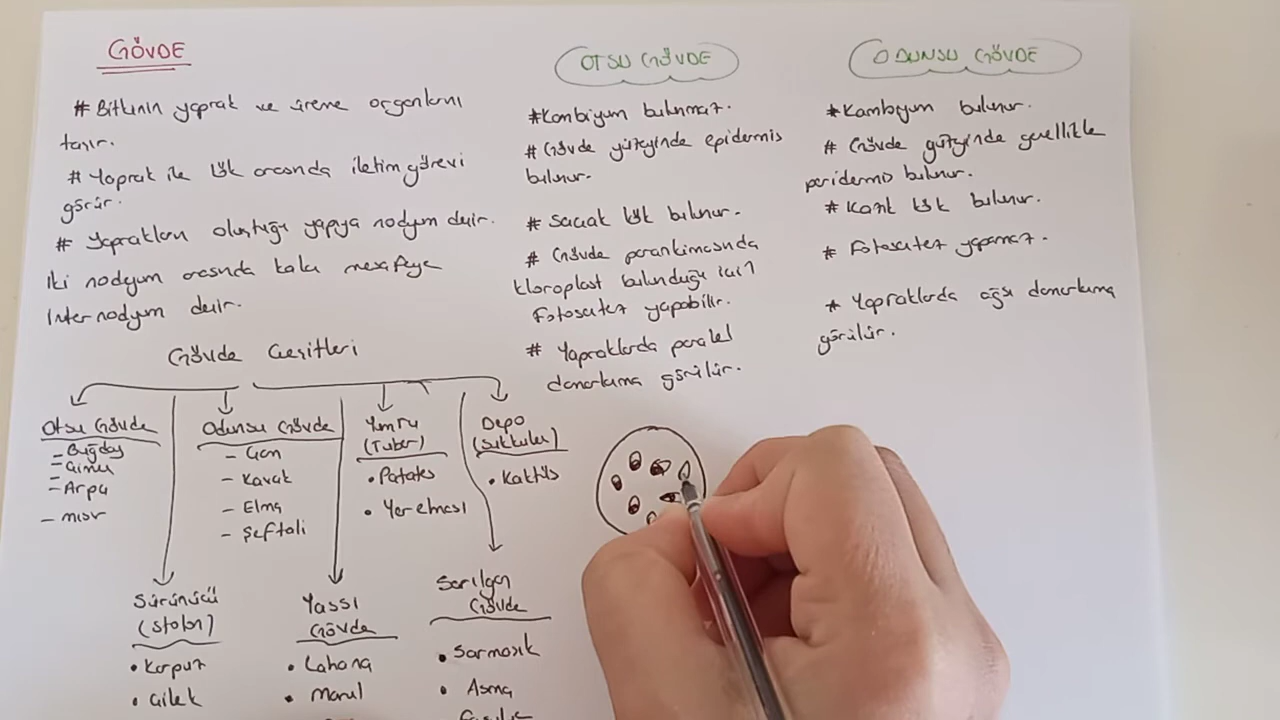 GÖVDE
# Bitkinin yaprak ve üreme organlarını
taşır.
# Yaprak ile kök arasında iletim görevi
görür.
# Yaprakların oluştuğu yapıya nodyum denir.
İki nodyum arasında kalan mesafeye
internodyum denir.
OTSU GÖVDE
*Kambiyum bulunmaz.
# Gövde yüzeyinde epidermis
bulunur.
# Saçak kök bulunur.
# Gövde parankimasında
kloroplast bulunduğu için
fotosentez yapabilir.
# Yapraklarda paralel
damarlanma görülür.
ODUNSU GÖVDE
*Kambiyum bulunur.
# Gövde yüzeyinde genellikle
peridermis bulunur.
* Kazık kök bulunur.
* Fotosentez yapamaz.
* Yapraklarda ağsı damarlanma
görülür.
Gövde Çeşitleri
Otsu Gövde
- Buğday
- Çimen
- Arpa
- mısır
Odunsu Gövde
- Çam
- Kavak
- Elma
- Şeftali
Yumru
(Tuber)
• Patates
• Yer elması
Depo
(Sukkulent)
• Kaktüs
Sürünücü
(stolon)
• Karpuz
• Çilek
Yassı
Gövde
• Lahana
• Marul
Sarılgan
Gövde
• Sarmaşık
• Asma